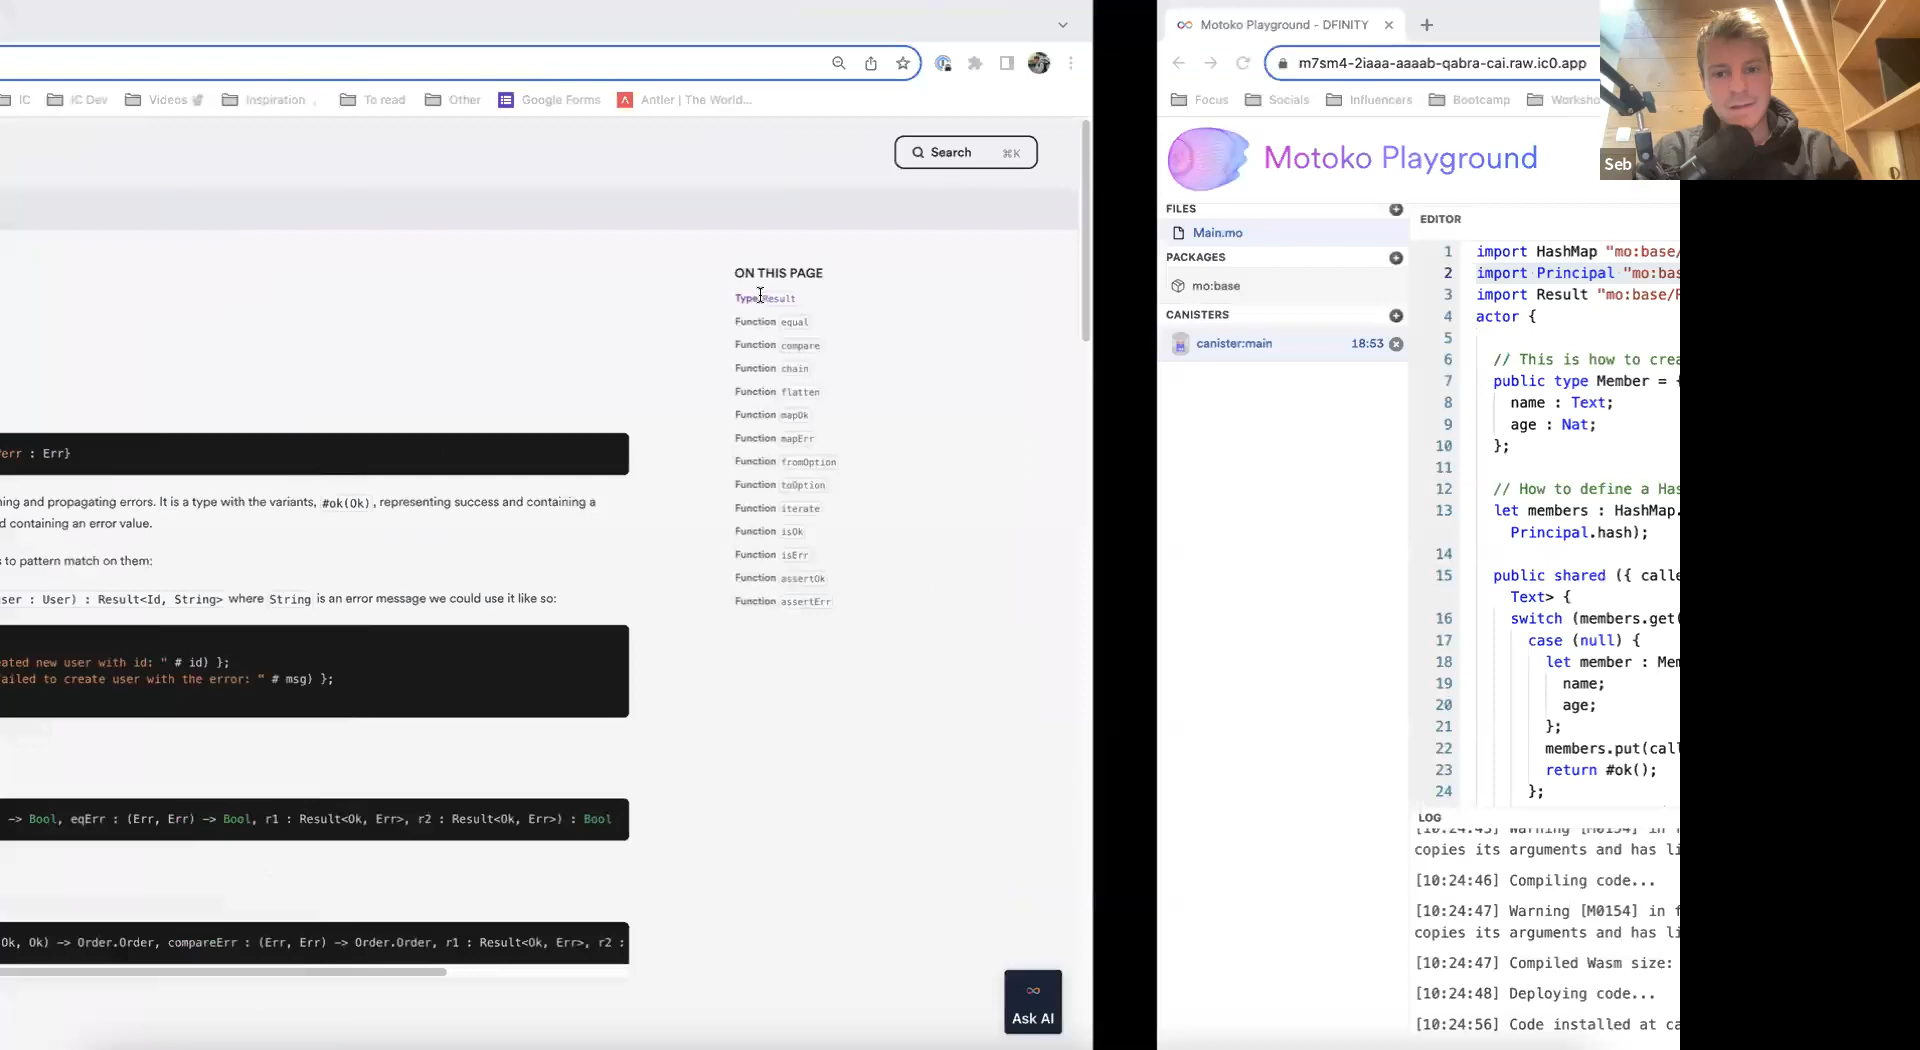 IC
IC Dev
Videos
Inspiration
To read
Other
Google Forms
Antler | The World...
Search ⌘K
ON THIS PAGE
Type Result
Function equal
Function compare
Function chain
Function flatten
Function mapOk
Function mapErr
Function fromOption
Function toOption
Function iterate
Function isOk
Function isErr
Function assertOk
Function assertErr
err : Err}
ning and propagating errors. It is a type with the variants, #ok(Ok), representing success and containing a
d containing an error value.
s to pattern match on them:
ser : User) : Result<Id, String> where String is an error message we could use it like so:
eated new user with id: " # id) };
ailed to create user with the error: " # msg) };
-> Bool, eqErr : (Err, Err) -> Bool, r1 : Result<Ok, Err>, r2 : Result<Ok, Err>) : Bool
Ok, Ok) -> Order.Order, compareErr : (Err, Err) -> Order.Order, r1 : Result<Ok, Err>, r2 :
Ask AI
Motoko Playground - DFINITY
m7sm4-2iaaa-aaaab-qabra-cai.raw.ic0.app
Focus
Socials
Influencers
Bootcamp
Worksho
Seb
Motoko Playground
FILES
Main.mo
PACKAGES
mo:base
CANISTERS
canister:main 18:53
EDITOR
1 import HashMap "mo:base/
2 import Principal "mo:bas
3 import Result "mo:base/R
4 actor {
5
6 // This is how to crea
7 public type Member = {
8 name : Text;
9 age : Nat;
10 };
11
12 // How to define a Has
13 let members : HashMap.
Principal.hash);
14
15 public shared ({ calle
Text> {
16 switch (members.get(
17 case (null) {
18 let member : Mem
19 name;
20 age;
21 };
22 members.put(call
23 return #ok();
24 };
LOG
[10:24:45] Warning [M0154] in f
copies its arguments and has li
[10:24:46] Compiling code...
[10:24:47] Warning [M0154] in f
copies its arguments and has li
[10:24:47] Compiled Wasm size:
[10:24:48] Deploying code...
[10:24:56] Code installed at ca